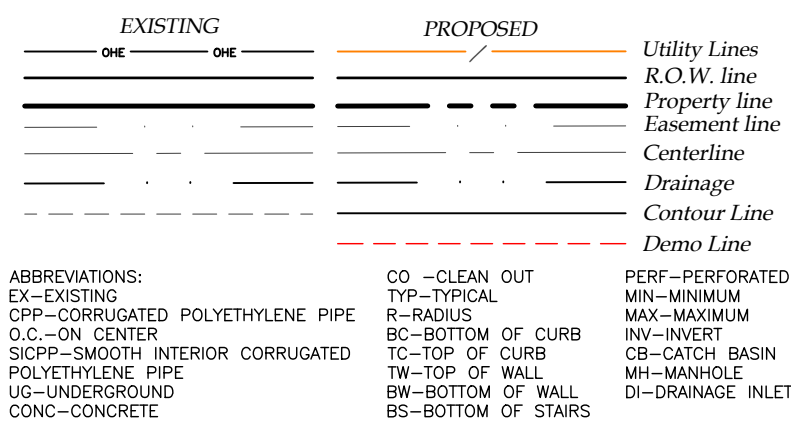 EXISTING
PROPOSED
OHE OHE
Utility Lines
R.O.W. line
Property line
Easement line
Centerline
Drainage
Contour Line
Demo Line
ABBREVIATIONS:
EX-EXISTING
CPP-CORRUGATED POLYETHYLENE PIPE
O.C.-ON CENTER
SICPP-SMOOTH INTERIOR CORRUGATED
POLYETHYLENE PIPE
UG-UNDERGROUND
CONC-CONCRETE
CO -CLEAN OUT
TYP-TYPICAL
R-RADIUS
BC-BOTTOM OF CURB
TC-TOP OF CURB
TW-TOP OF WALL
BW-BOTTOM OF WALL
BS-BOTTOM OF STAIRS
PERF-PERFORATED
MIN-MINIMUM
MAX-MAXIMUM
INV-INVERT
CB-CATCH BASIN
MH-MANHOLE
DI-DRAINAGE INLET